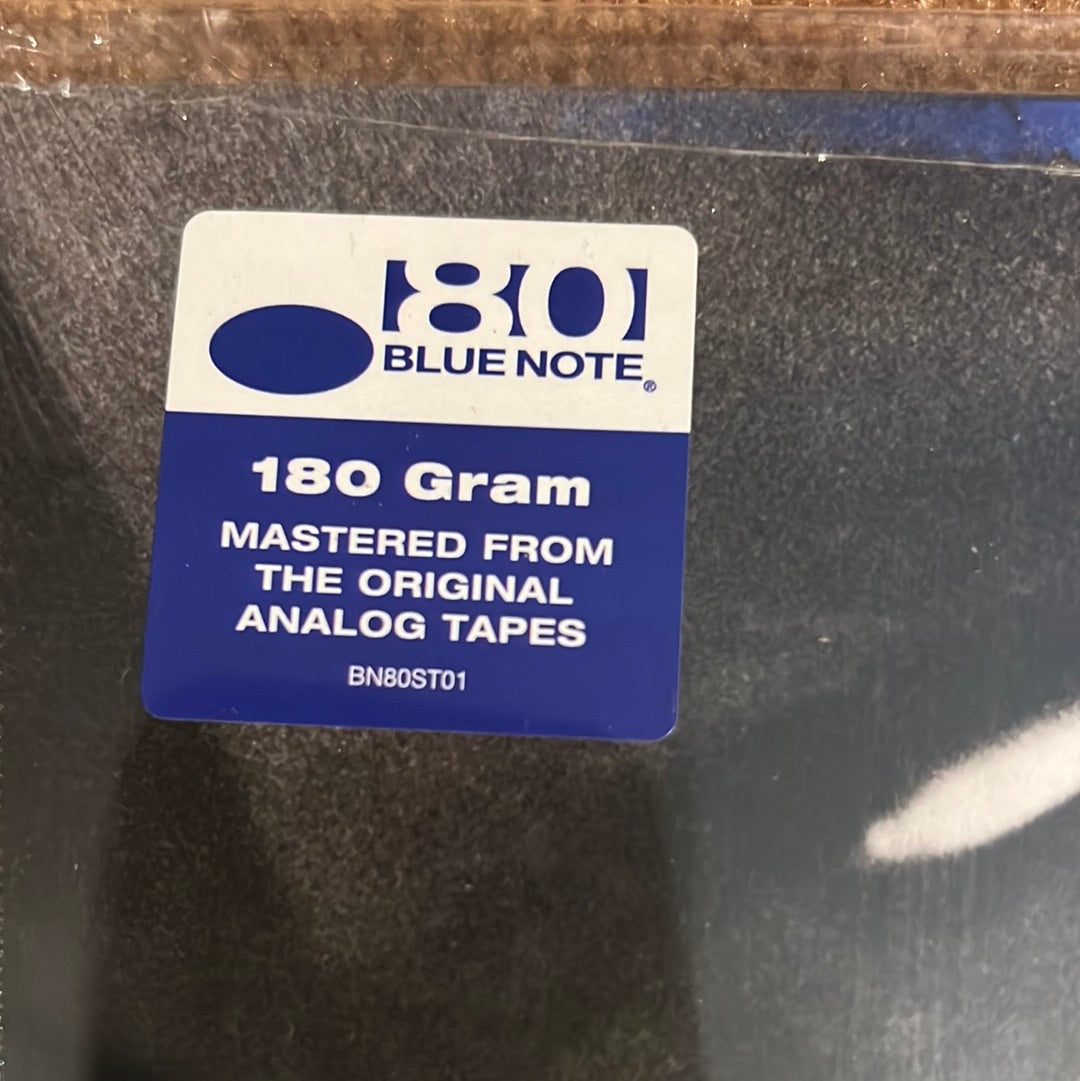 80
BLUE NOTE®
180 Gram
MASTERED FROM
THE ORIGINAL
ANALOG TAPES
BN80ST01